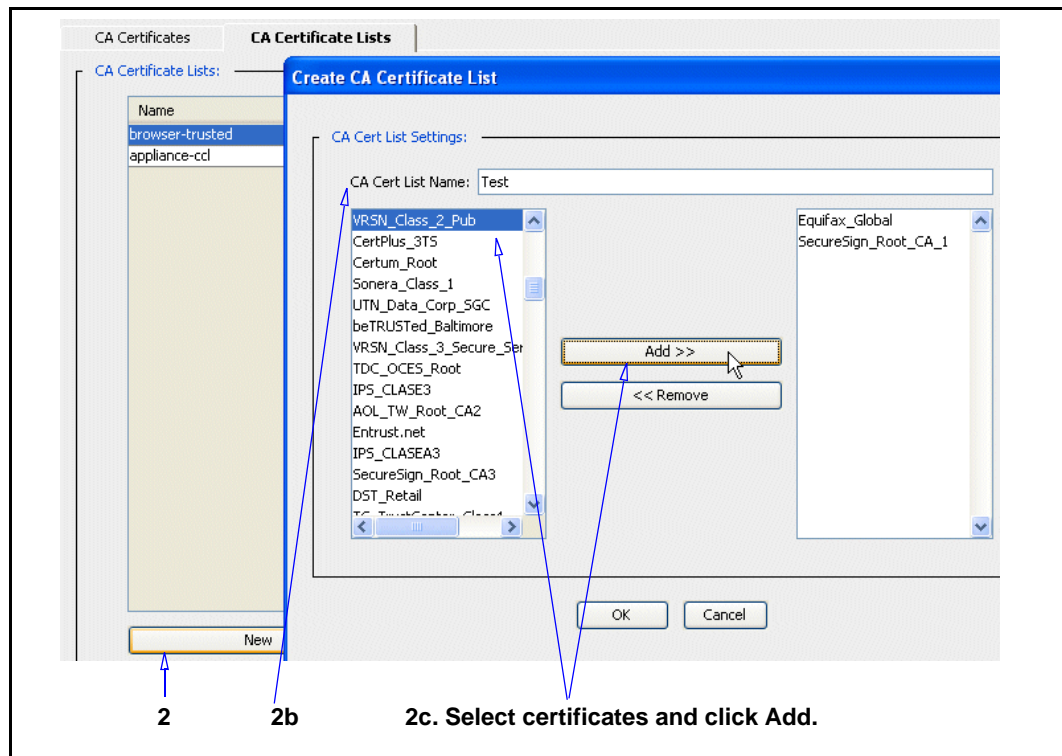 CA Certificates
CA Certificate Lists
CA Certificate Lists:
Name
browser-trusted
appliance-ccl
New
Create CA Certificate List
CA Cert List Settings:
CA Cert List Name: Test
VRSN_Class_2_Pub
CertPlus_3TS
Certum_Root
Sonera_Class_1
UTN_Data_Corp_SGC
beTRUSTed_Baltimore
VRSN_Class_3_Secure_Ser
TDC_OCES_Root
IPS_CLASE3
AOL_TW_Root_CA2
Entrust.net
IPS_CLASEA3
SecureSign_Root_CA3
DST_Retail
Add >>
<< Remove
Equifax_Global
SecureSign_Root_CA_1
OK
Cancel
2
2b
2c. Select certificates and click Add.